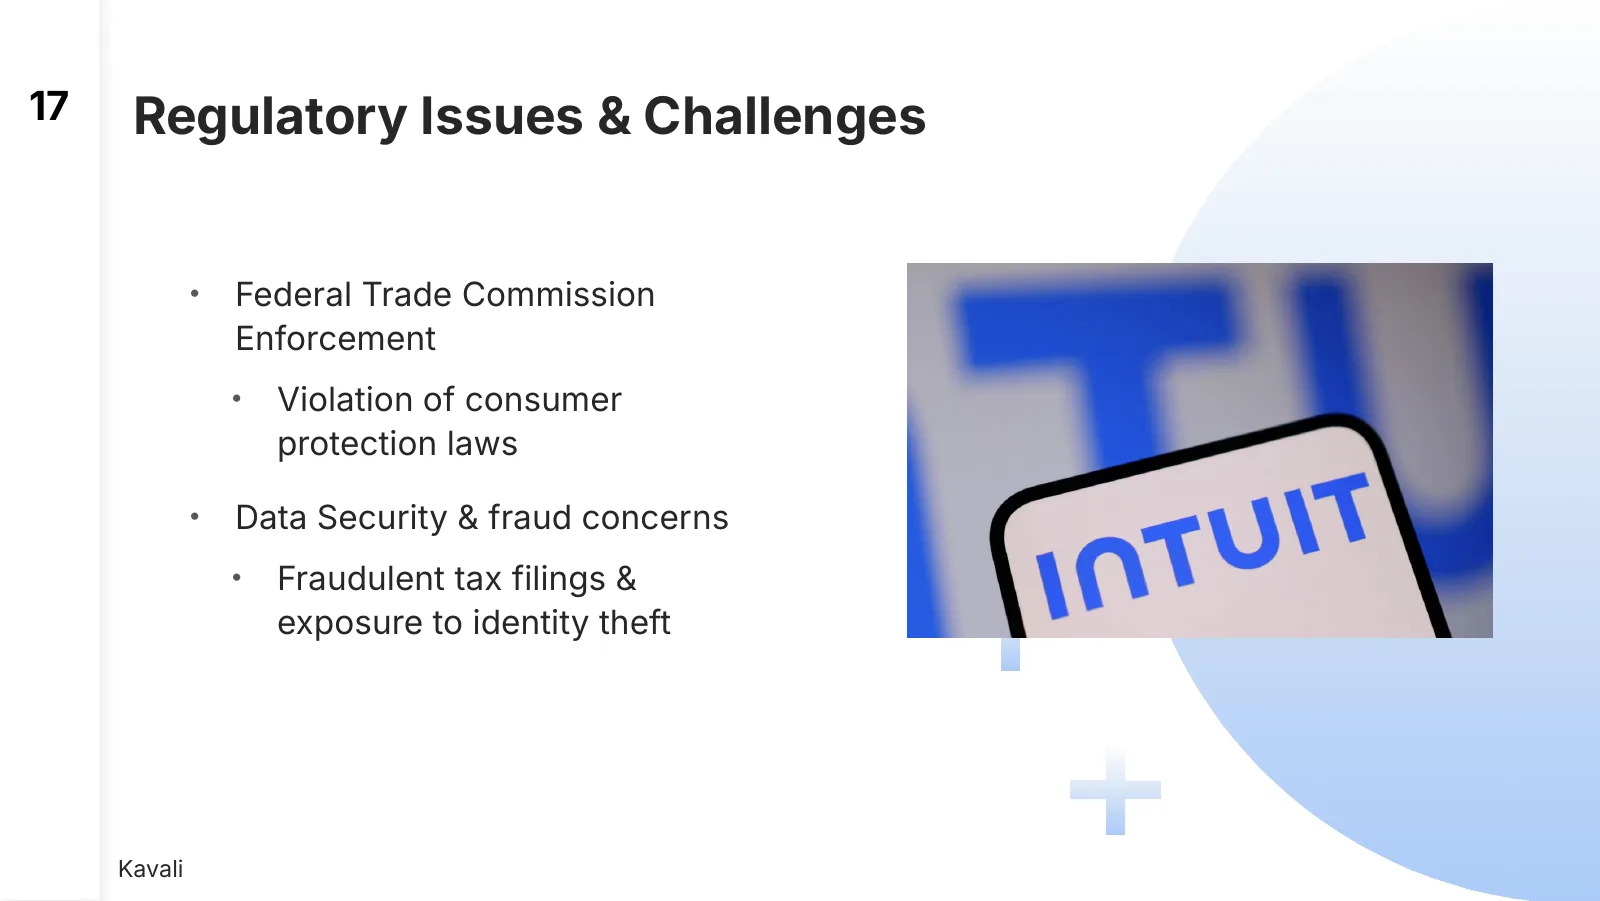 17
Regulatory Issues & Challenges
• Federal Trade Commission
Enforcement
• Violation of consumer
protection laws
• Data Security & fraud concerns
• Fraudulent tax filings &
exposure to identity theft
TU
INTUIT
Kavali